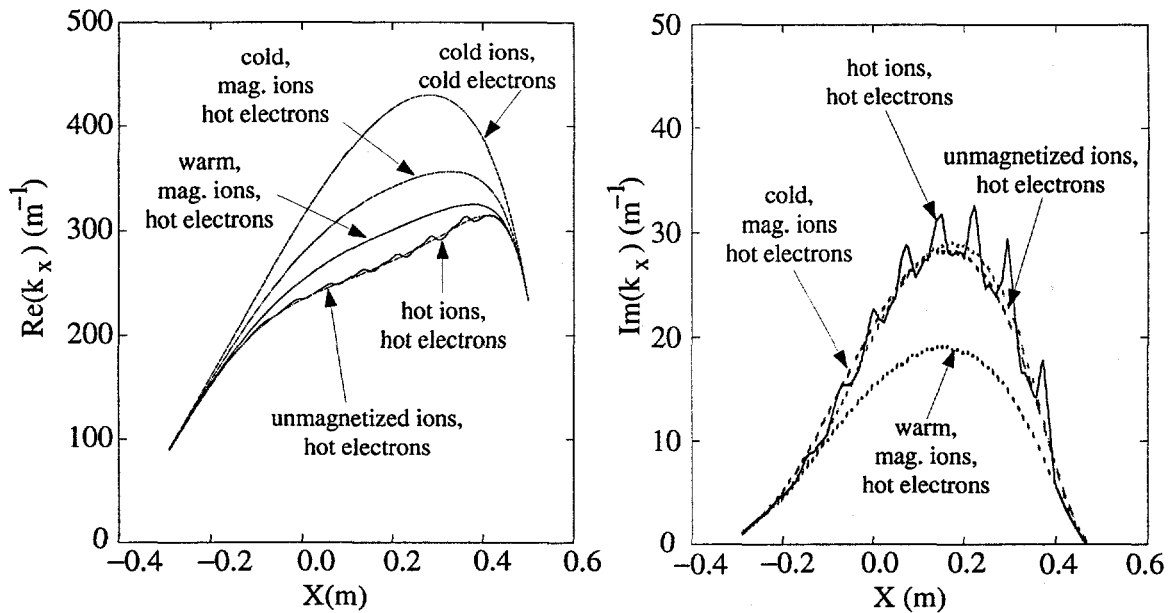 500
400
300
200
100
0
Re(k_x) (m⁻¹)
cold,
mag. ions
hot electrons
cold ions,
cold electrons
warm,
mag. ions,
hot electrons
hot ions,
hot electrons
unmagnetized ions,
hot electrons
−0.4
−0.2
0.0
0.2
0.4
0.6
X(m)
50
40
30
20
10
0
Im(k_x) (m⁻¹)
hot ions,
hot electrons
unmagnetized ions,
hot electrons
cold,
mag. ions
hot electrons
warm,
mag. ions,
hot electrons
−0.4
−0.2
0.0
0.2
0.4
0.6
X (m)